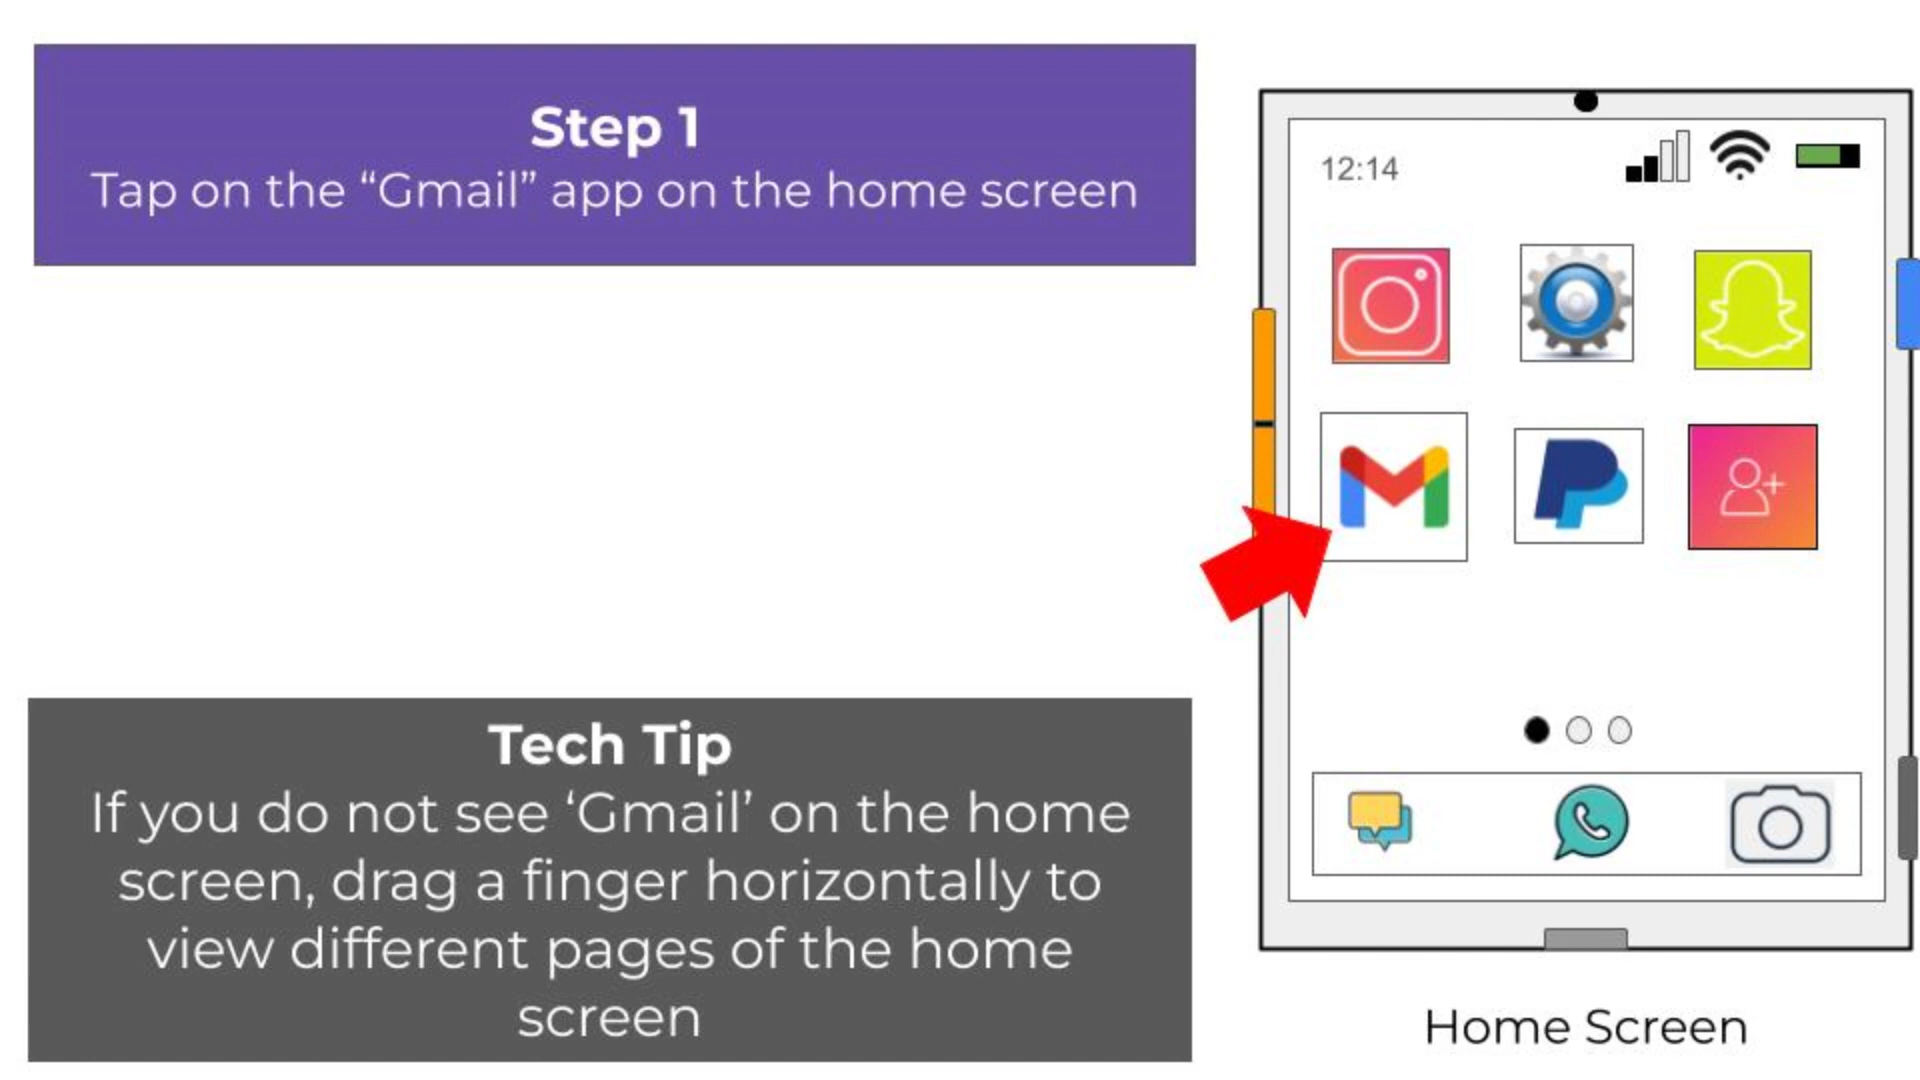 Step 1
Tap on the “Gmail” app on the home screen
12:14
Tech Tip
If you do not see ‘Gmail’ on the home
screen, drag a finger horizontally to
view different pages of the home
screen
Home Screen